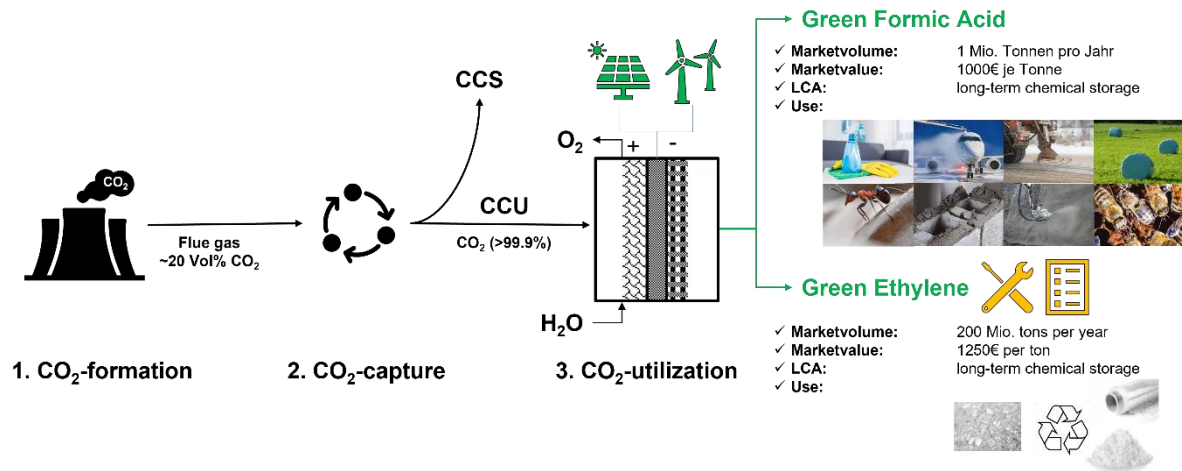 CO2
Flue gas
~20 Vol% CO2
1. CO2-formation
CCS
CCU
CO2 (>99.9%)
2. CO2-capture
O2
+ -
H2O
3. CO2-utilization
Green Formic Acid
✓ Marketvolume: 1 Mio. Tonnen pro Jahr
✓ Marketvalue: 1000€ je Tonne
✓ LCA: long-term chemical storage
✓ Use:
Green Ethylene
✓ Marketvolume: 200 Mio. tons per year
✓ Marketvalue: 1250€ per ton
✓ LCA: long-term chemical storage
✓ Use: